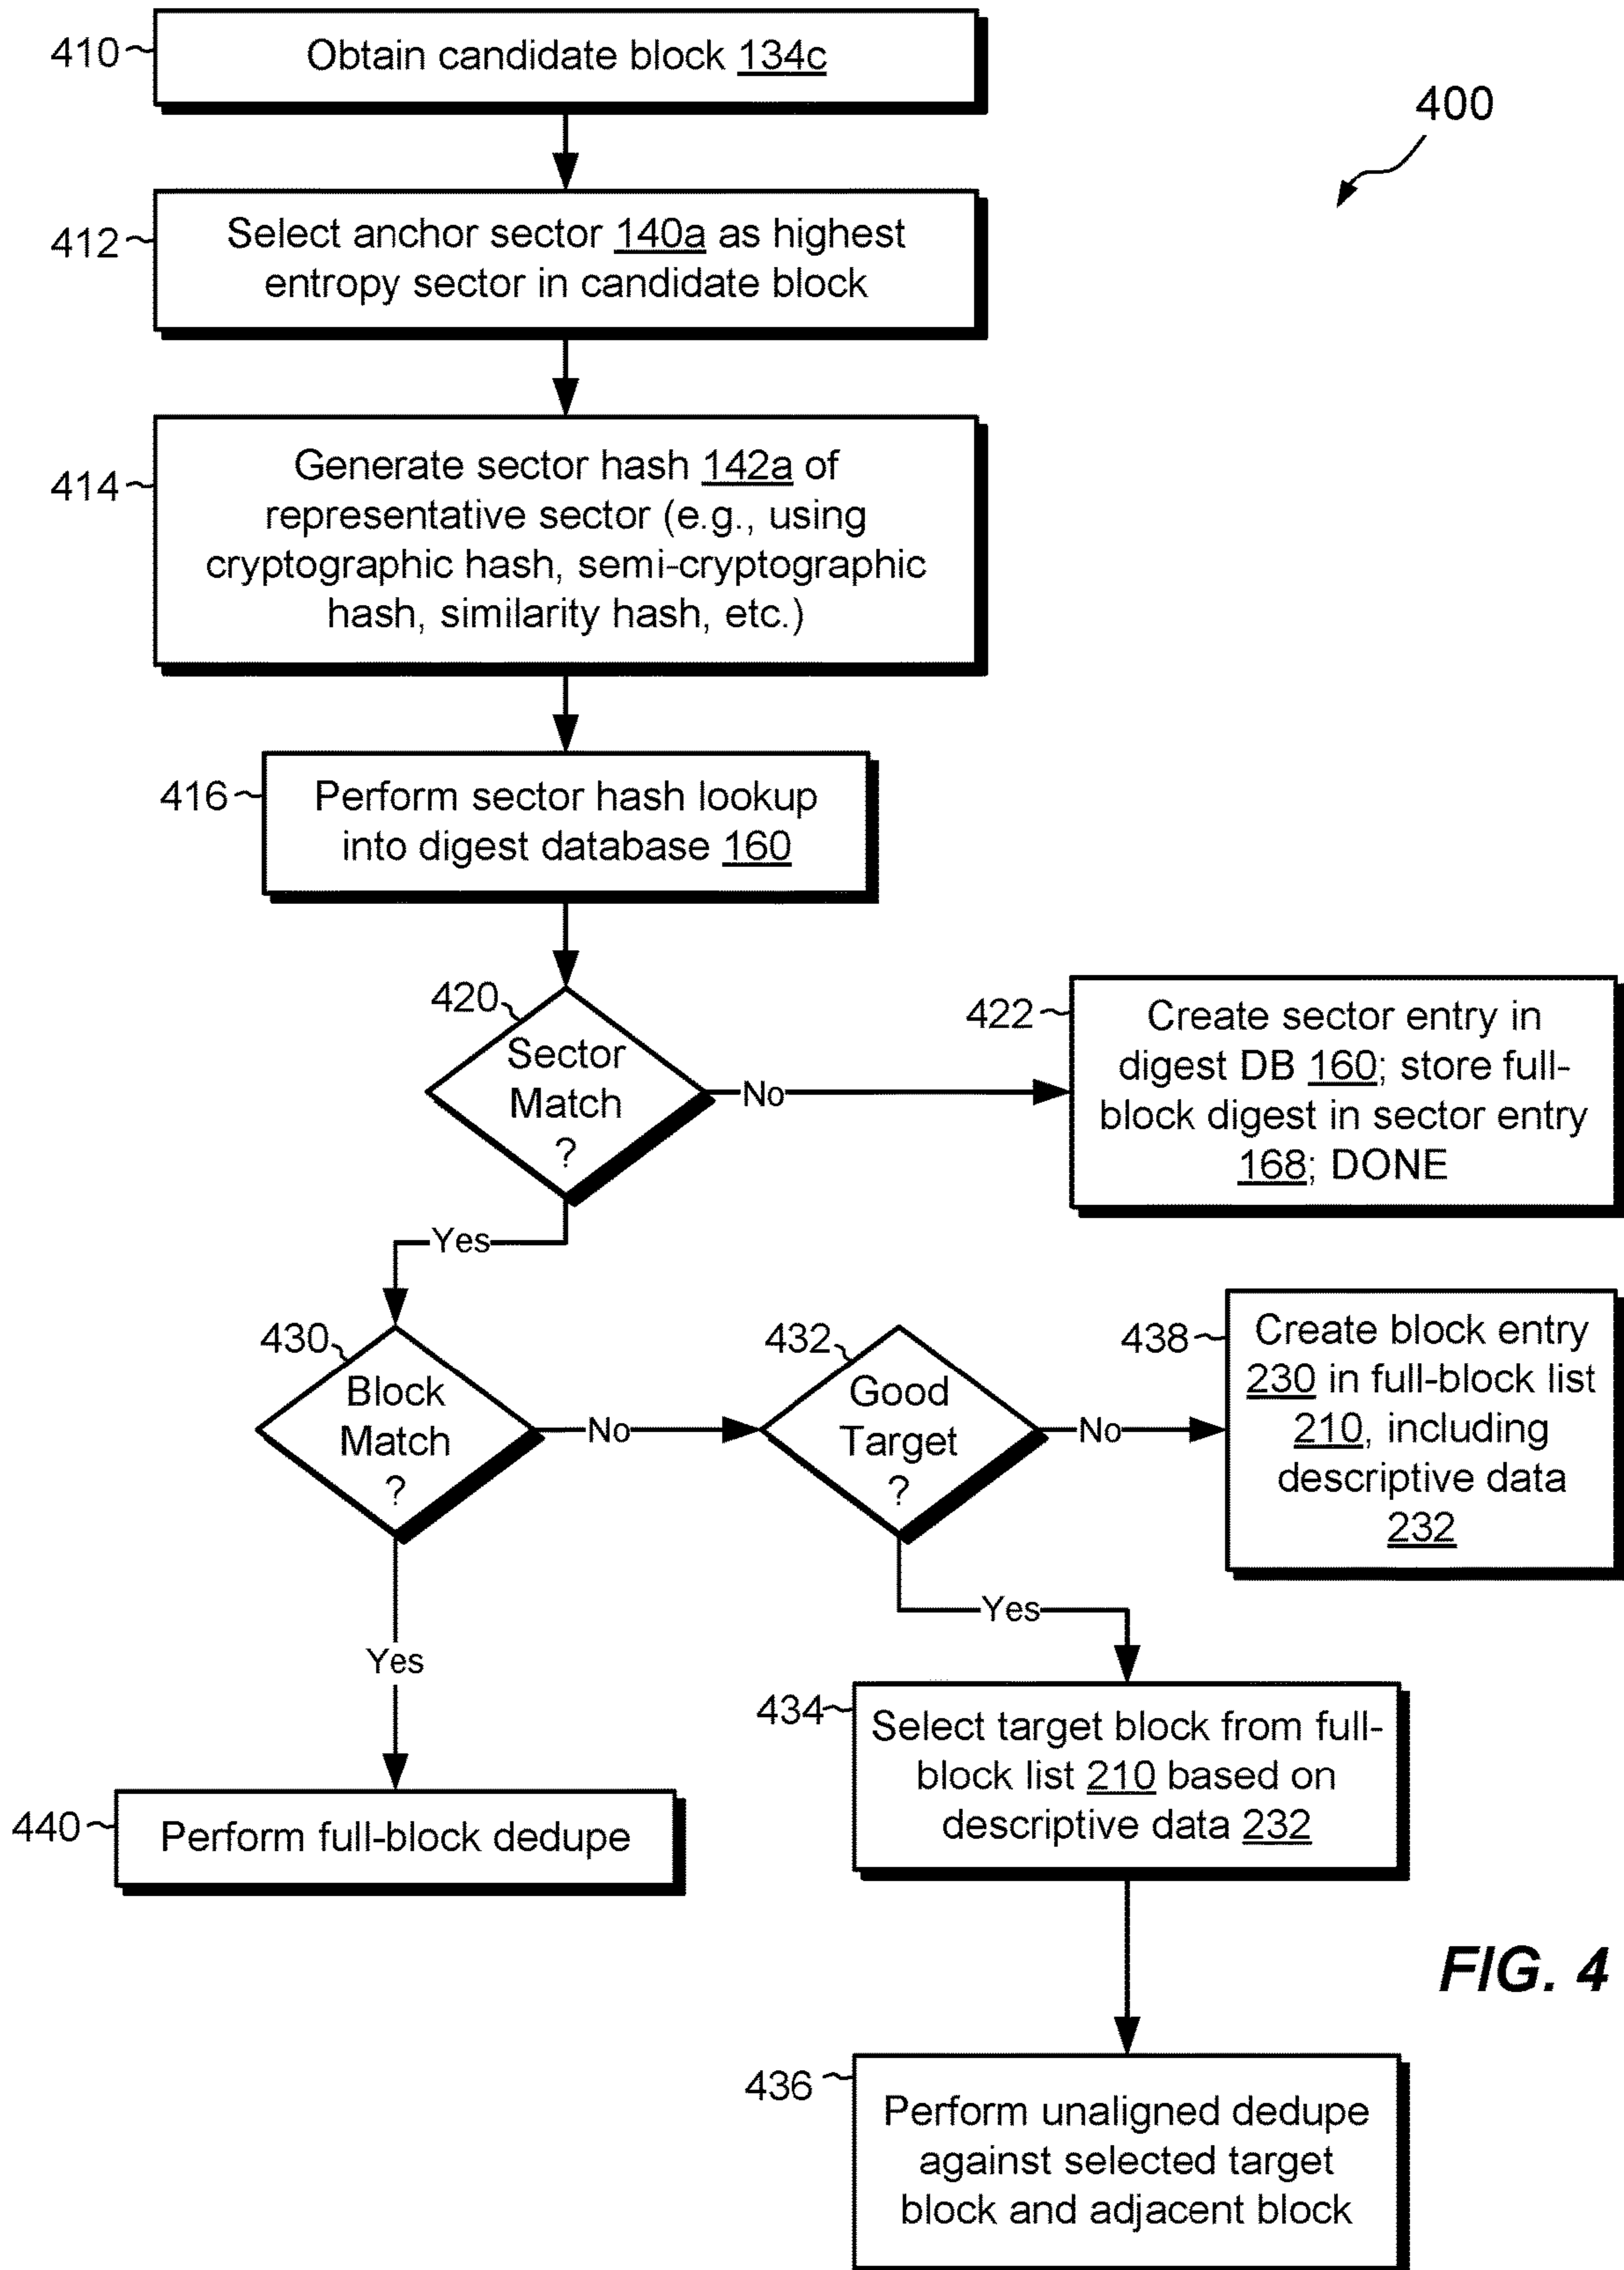 410
Obtain candidate block 134c
400
412
Select anchor sector 140a as highest
entropy sector in candidate block
414
Generate sector hash 142a of
representative sector (e.g., using
cryptographic hash, semi-cryptographic
hash, similarity hash, etc.)
416
Perform sector hash lookup
into digest database 160
420
Sector
Match
?
No
422
Create sector entry in
digest DB 160; store full-
block digest in sector entry
168; DONE
Yes
430
Block
Match
?
No
432
Good
Target
?
No
438
Create block entry
230 in full-block list
210, including
descriptive data
232
Yes
Yes
434
Select target block from full-
block list 210 based on
descriptive data 232
440
Perform full-block dedupe
FIG. 4
436
Perform unaligned dedupe
against selected target
block and adjacent block